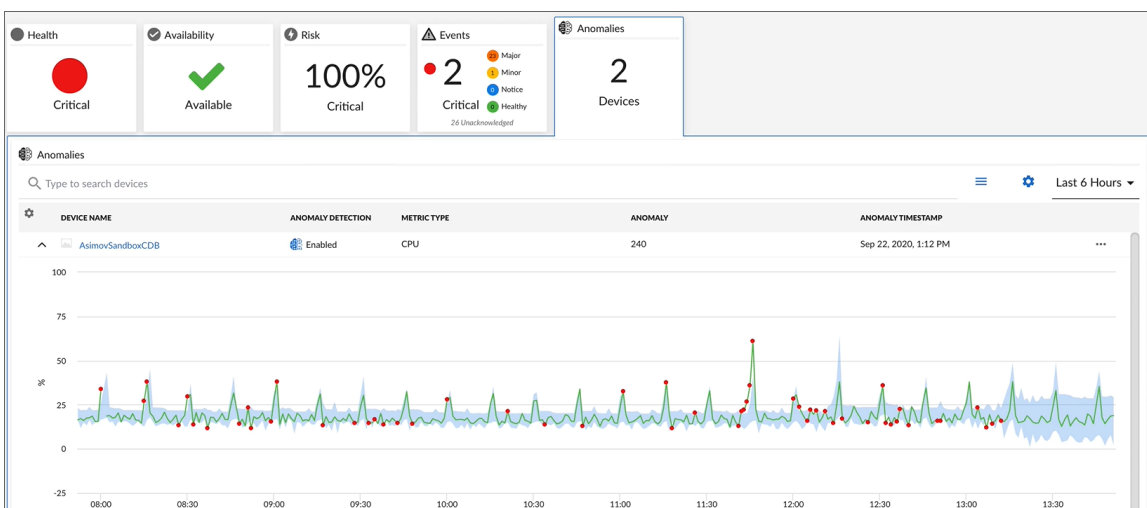 Health
Critical
Availability
Available
Risk
100%
Critical
Events
2
Critical
23 Major
1 Minor
0 Notice
0 Healthy
26 Unacknowledged
Anomalies
2
Devices
Anomalies
Type to search devices
Last 6 Hours
DEVICE NAME ANOMALY DETECTION METRIC TYPE ANOMALY ANOMALY TIMESTAMP
AsimovSandboxCDB Enabled CPU 240 Sep 22, 2020, 1:12 PM
100
75
50
%
25
0
-25
08:00 08:30 09:00 09:30 10:00 10:30 11:00 11:30 12:00 12:30 13:00 13:30